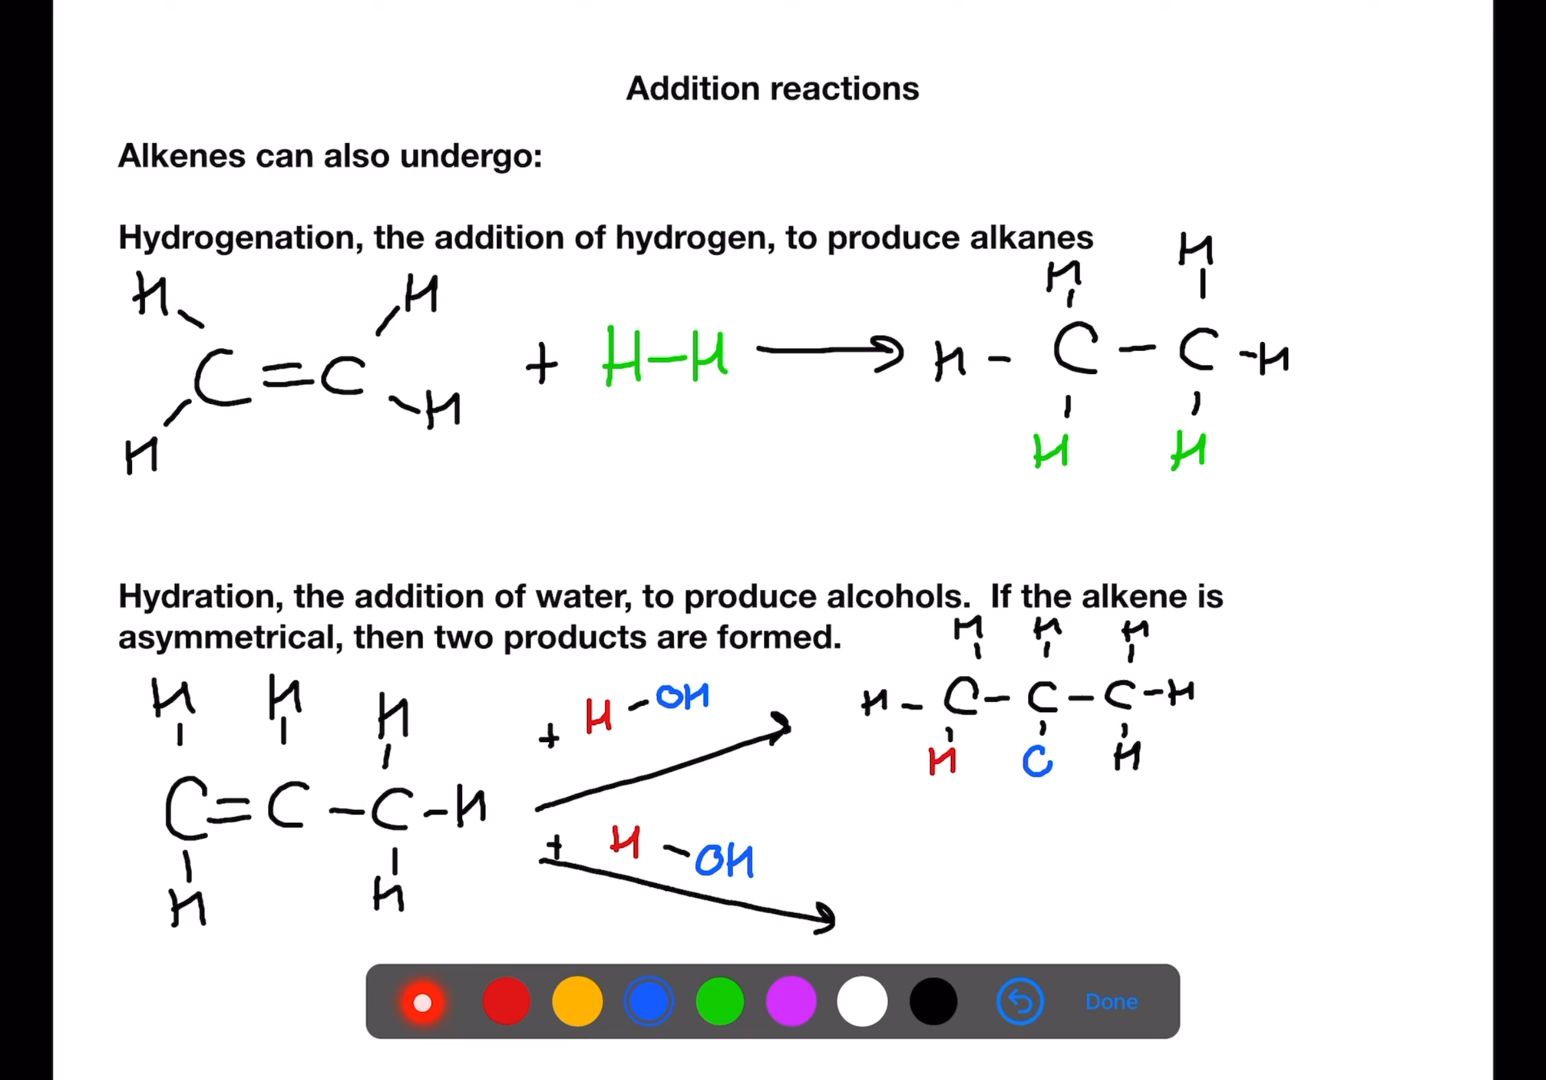 Addition reactions
Alkenes can also undergo:
Hydrogenation, the addition of hydrogen, to produce alkanes
H H H H
C=C + H–H → H – C – C –H
H H H H
Hydration, the addition of water, to produce alcohols. If the alkene is
asymmetrical, then two products are formed.
H H H
H H H + H – OH H – C – C – C –H
H C H
C=C –C –H
+ H – OH
H H
Done